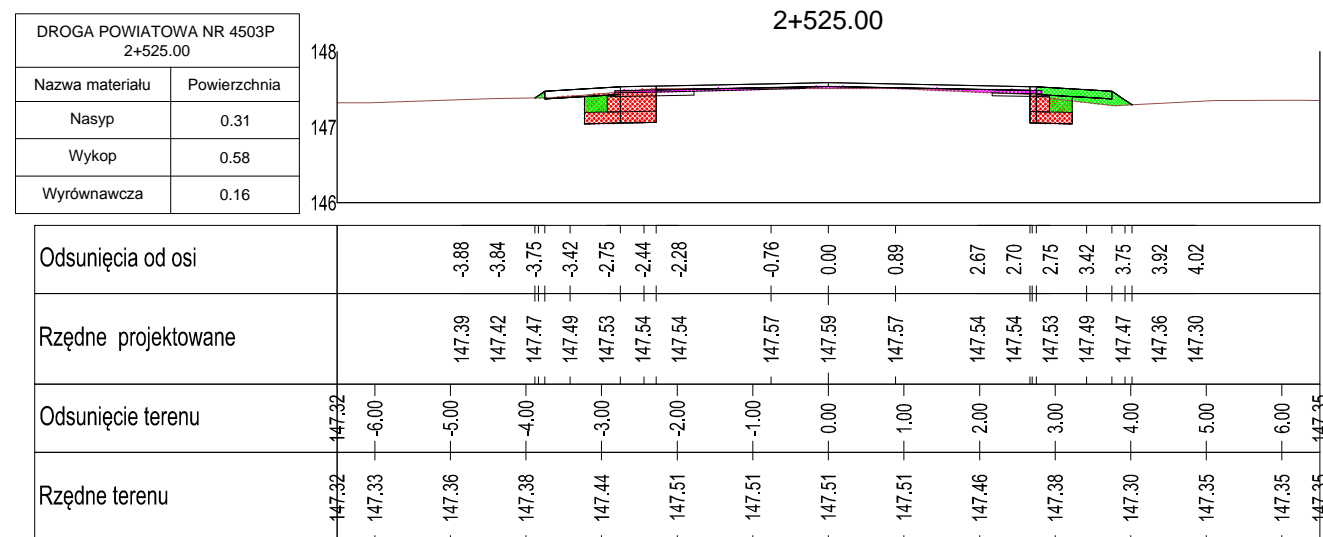 2+525.00
DROGA POWIATOWA NR 4503P
2+525.00
Nazwa materiału Powierzchnia
Nasyp 0.31
Wykop 0.58
Wyrównawcza 0.16
148
147
146
Odsunięcia od osi -3.88 -3.84 -3.75 -3.42 -2.75 -2.44 -2.28 -0.76 0.00 0.89 2.67 2.70 2.75 3.42 3.75 3.92 4.02
Rzędne projektowane 147.39 147.42 147.47 147.49 147.53 147.54 147.54 147.57 147.59 147.57 147.54 147.54 147.53 147.49 147.47 147.36 147.30
Odsunięcie terenu 147.32 -6.00 -5.00 -4.00 -3.00 -2.00 -1.00 0.00 1.00 2.00 3.00 4.00 5.00 6.00 147.35
Rzędne terenu 147.32 147.33 147.36 147.38 147.44 147.51 147.51 147.51 147.51 147.46 147.38 147.30 147.35 147.35 147.35